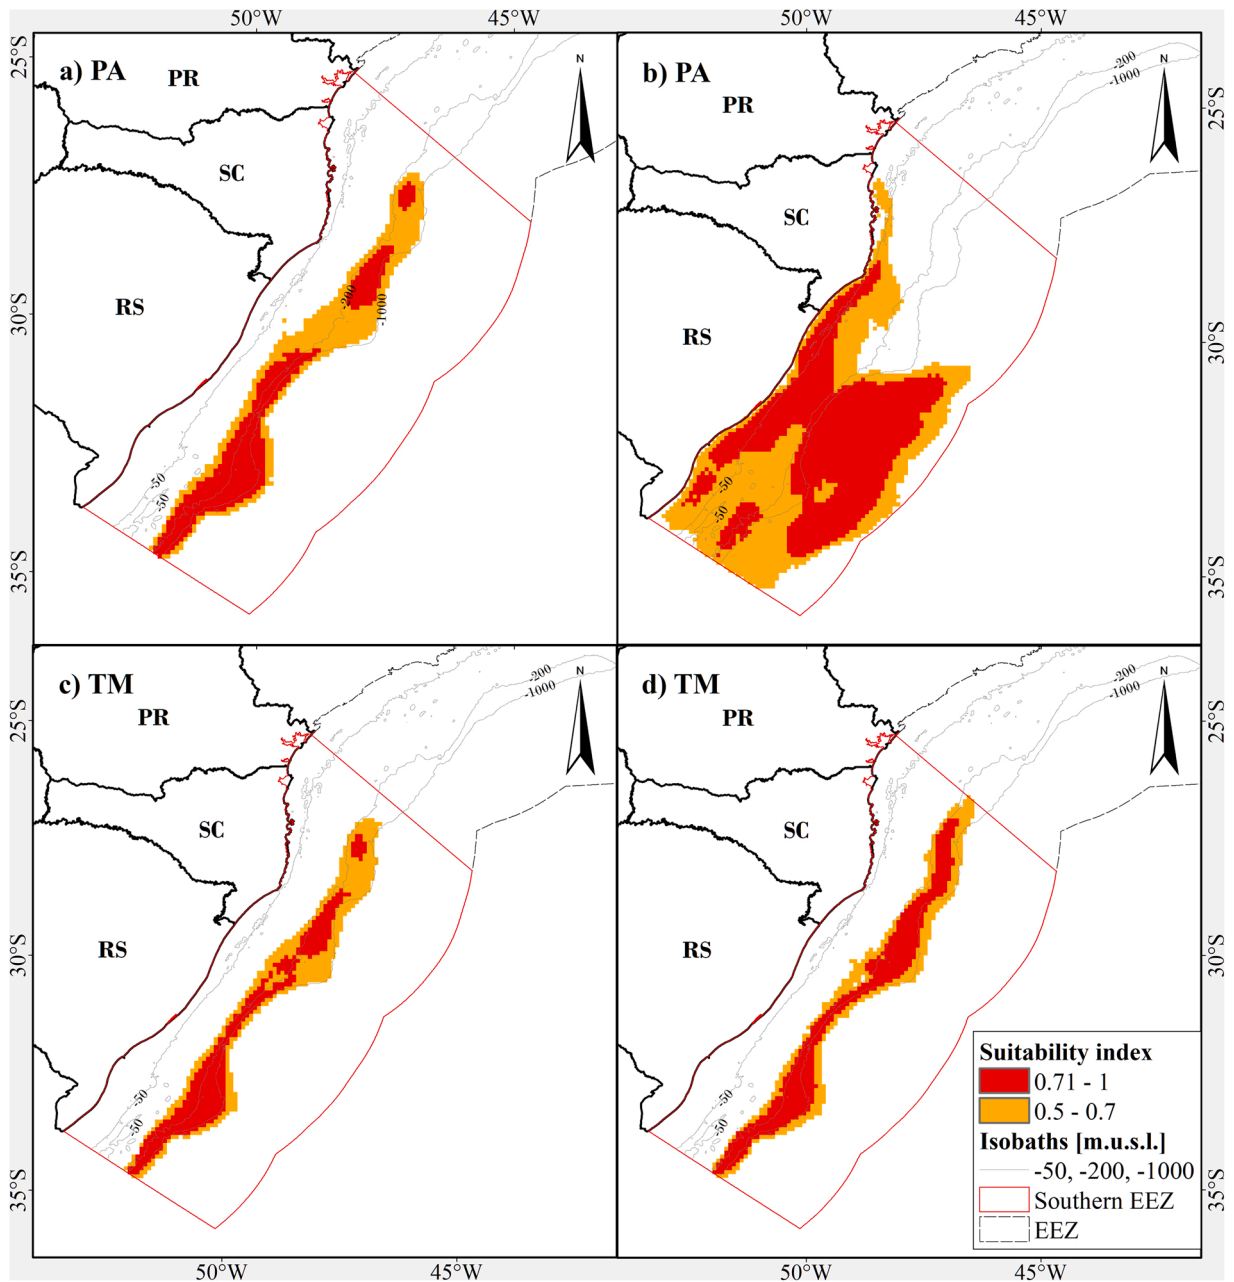 50°W 45°W 50°W 45°W
25°S
a) PA
PR
N
SC
RS
-200
-1000
30°S
-50
-50
35°S
b) PA
-200
-1000
PR
N
25°S
SC
RS
30°S
-50
-50
35°S
c) TM
PR
-200
-1000
N
25°S
SC
RS
30°S
-50
-50
35°S
d) TM
PR
-200
-1000
N
25°S
SC
RS
30°S
-50
-50
35°S
Suitability index
0.71 - 1
0.5 - 0.7
Isobaths [m.u.s.l.]
-50, -200, -1000
Southern EEZ
EEZ
50°W 45°W 50°W 45°W